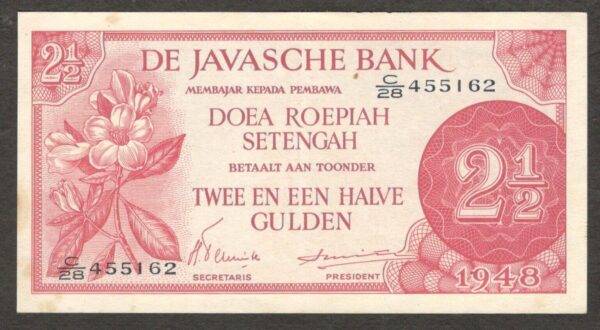 2½
DE JAVASCHE BANK
MEMBAJAR KEPADA PEMBAWA
C/28 455162
DOEA ROEPIAH
SETENGAH
BETAALT AAN TOONDER
TWEE EN EEN HALVE
GULDEN
2½
C/28 455162
SECRETARIS
PRESIDENT
1948